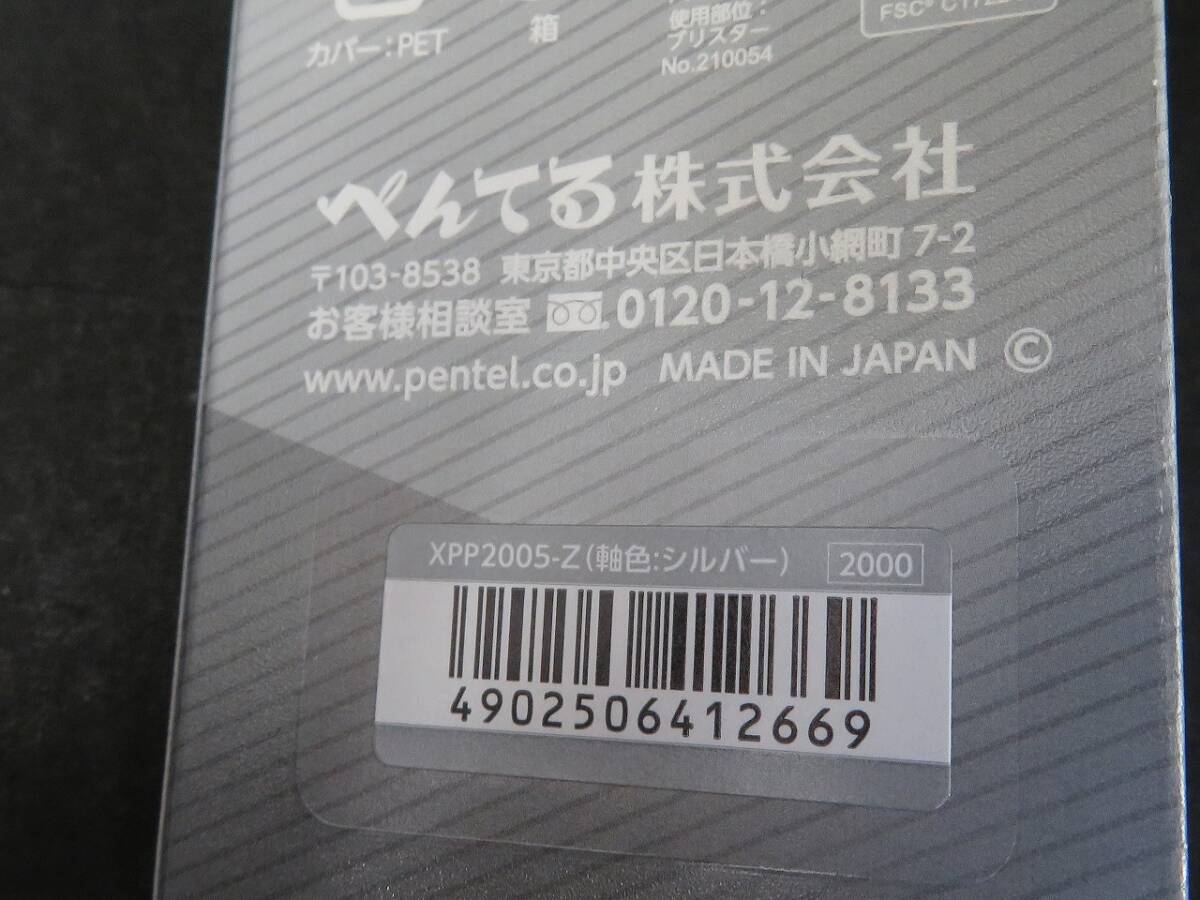 カバー:PET
箱
使用部位:
ブリスター
No.210054
ぺんてる株式会社
〒103-8538 東京都中央区日本橋小網町 7-2
お客様相談室 0120-12-8133
www.pentel.co.jp MADE IN JAPAN ©
XPP2005-Z(軸色:シルバー) 2000
4902506412669